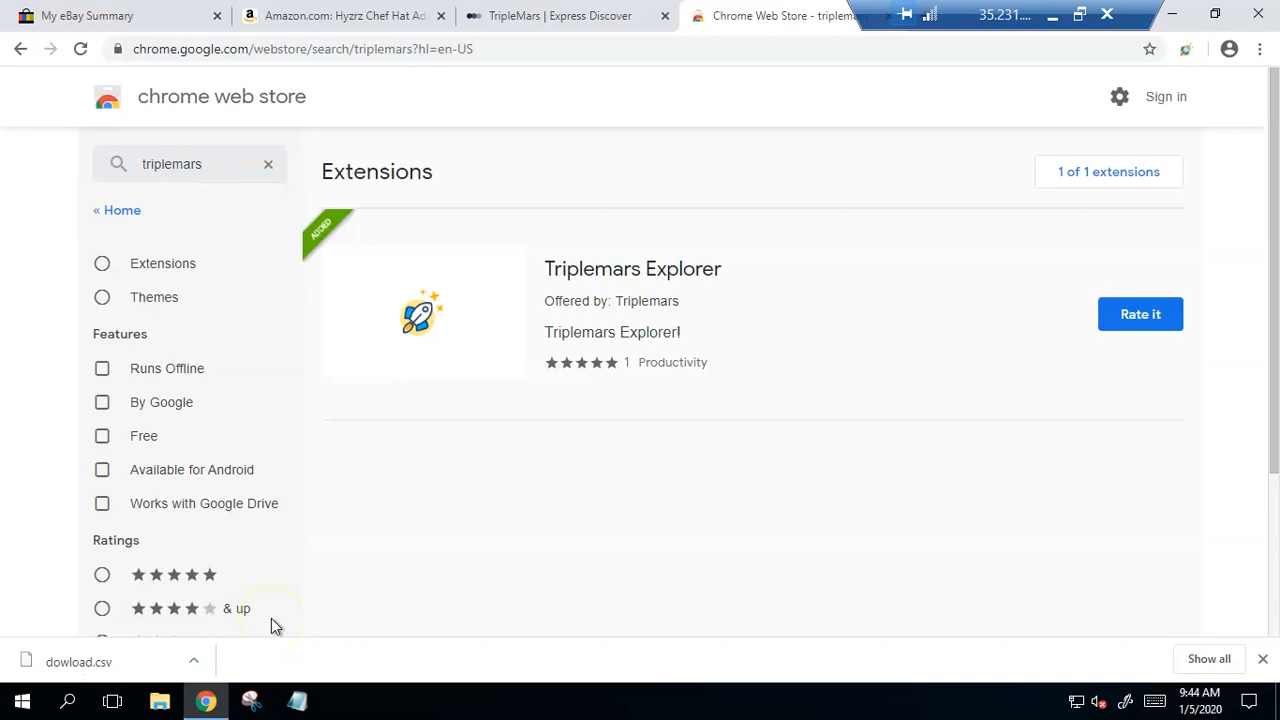 My eBay Summary
Amazon.com: Hyzrz Chef Hat Ad
TripleMars | Express Discover
Chrome Web Store - triplema
35.231....
chrome.google.com/webstore/search/triplemars?hl=en-US
chrome web store
Sign in
triplemars
Extensions
1 of 1 extensions
« Home
ADDED
Extensions
Themes
Triplemars Explorer
Offered by: Triplemars
Triplemars Explorer!
1 Productivity
Rate it
Features
Runs Offline
By Google
Free
Available for Android
Works with Google Drive
Ratings
& up
dowload.csv
Show all
9:44 AM
1/5/2020